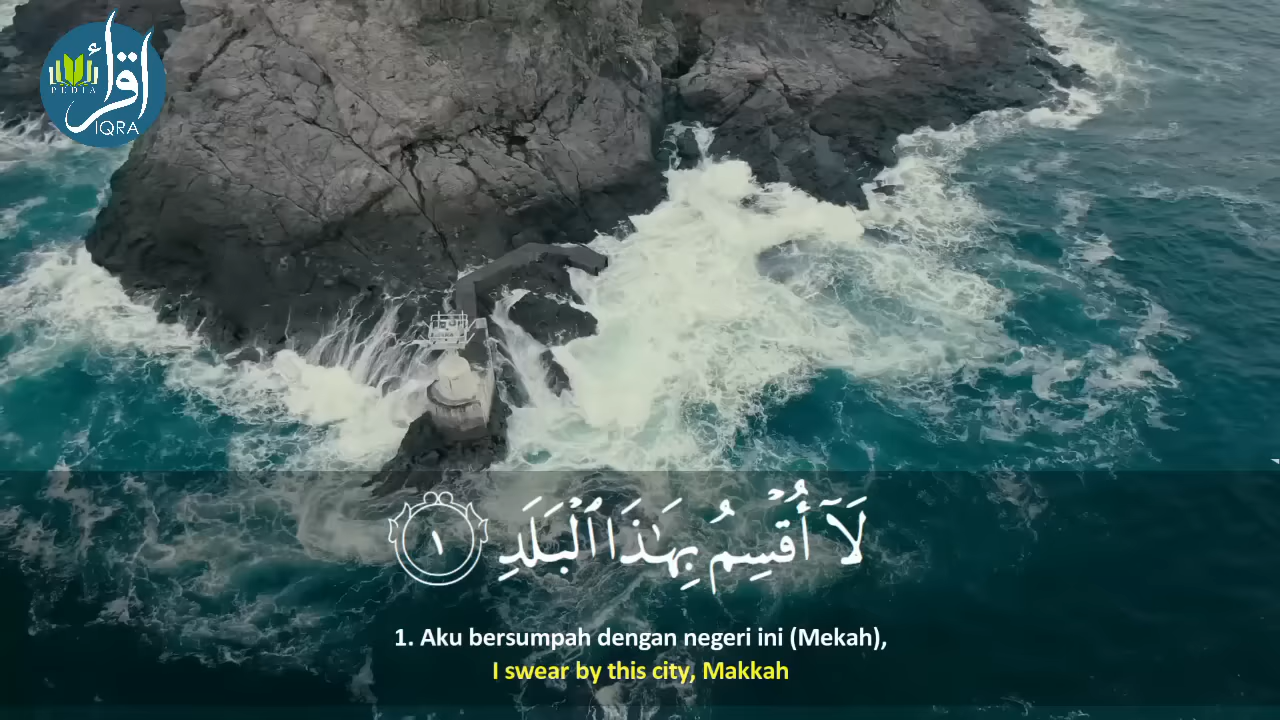 اقرأ
PEDIA
IQRA
لَآ أُقۡسِمُ بِهَٰذَا ٱلۡبَلَدِ ١
1. Aku bersumpah dengan negeri ini (Mekah),
I swear by this city, Makkah